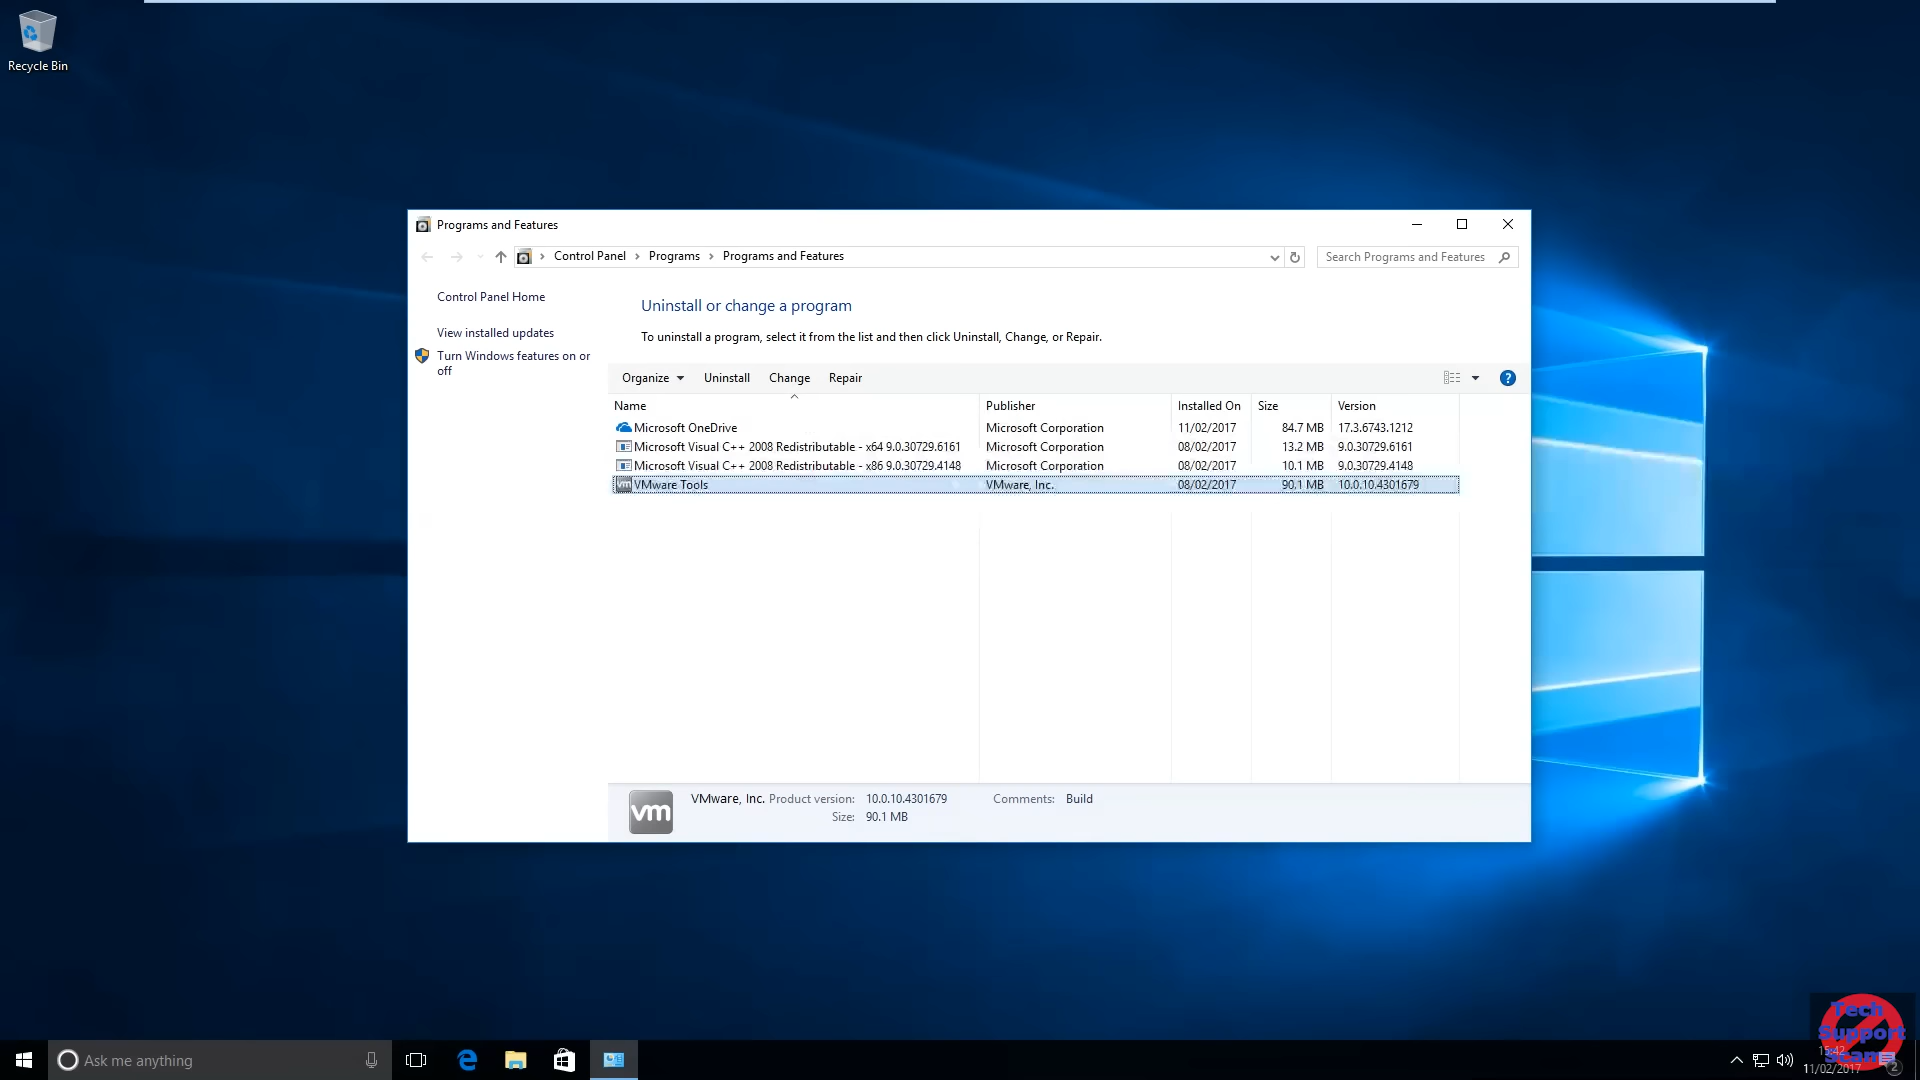 Recycle Bin
Programs and Features
Control Panel > Programs > Programs and Features
Search Programs and Features
Control Panel Home
View installed updates
Turn Windows features on or
off
Uninstall or change a program
To uninstall a program, select it from the list and then click Uninstall, Change, or Repair.
Organize Uninstall Change Repair
Name Publisher Installed On Size Version
Microsoft OneDrive Microsoft Corporation 11/02/2017 84.7 MB 17.3.6743.1212
Microsoft Visual C++ 2008 Redistributable - x64 9.0.30729.6161 Microsoft Corporation 08/02/2017 13.2 MB 9.0.30729.6161
Microsoft Visual C++ 2008 Redistributable - x86 9.0.30729.4148 Microsoft Corporation 08/02/2017 10.1 MB 9.0.30729.4148
VMware Tools VMware, Inc. 08/02/2017 90.1 MB 10.0.10.4301679
vm
VMware, Inc. Product version: 10.0.10.4301679 Comments: Build
Size: 90.1 MB
Ask me anything
Tech
Support
Scams
15:42
11/02/2017
2